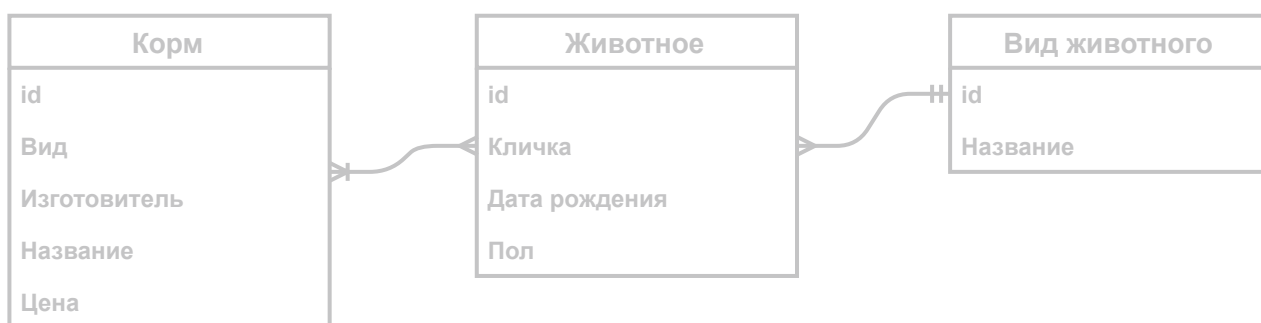 Корм
id
Вид
Изготовитель
Название
Цена
Животное
id
Кличка
Дата рождения
Пол
Вид животного
id
Название